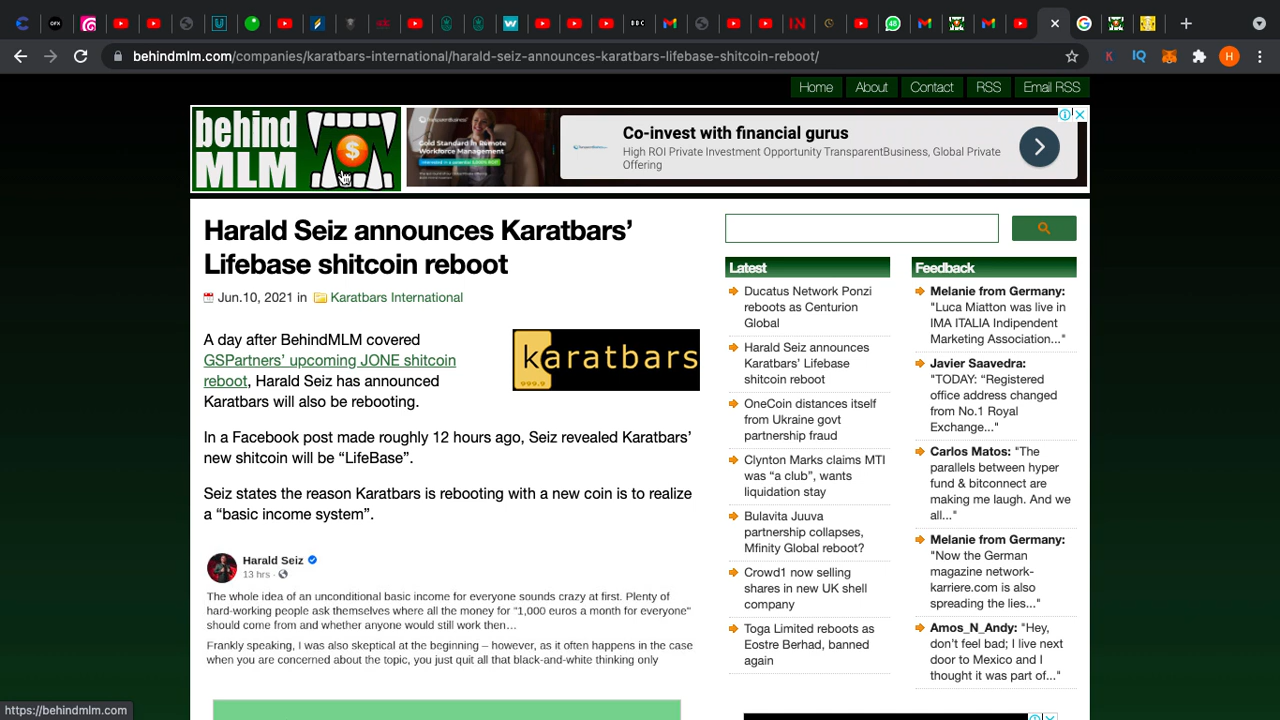 OFX
BBC
IN
48
behindmlm.com/companies/karatbars-international/harald-seiz-announces-karatbars-lifebase-shitcoin-reboot/
K
IQ
H
Home
About
Contact
RSS
Email RSS
behind
MLM
$
Gold Standard in Remote
Workforce Management
Co-invest with financial gurus
High ROI Private Investment Opportunity TransparentBusiness, Global Private
Offering
Harald Seiz announces Karatbars’
Lifebase shitcoin reboot
Jun.10, 2021 in Karatbars International
A day after BehindMLM covered
GSPartners’ upcoming JONE shitcoin
reboot, Harald Seiz has announced
Karatbars will also be rebooting.
karatbars
999.9
In a Facebook post made roughly 12 hours ago, Seiz revealed Karatbars’
new shitcoin will be “LifeBase”.
Seiz states the reason Karatbars is rebooting with a new coin is to realize
a “basic income system”.
Harald Seiz
13 hrs ·
The whole idea of an unconditional basic income for everyone sounds crazy at first. Plenty of
hard-working people ask themselves where all the money for "1,000 euros a month for everyone"
should come from and whether anyone would still work then…
Frankly speaking, I was also skeptical at the beginning – however, as it often happens in the case
when you are concerned about the topic, you just quit all that black-and-white thinking only
Latest
Ducatus Network Ponzi
reboots as Centurion
Global
Harald Seiz announces
Karatbars’ Lifebase
shitcoin reboot
OneCoin distances itself
from Ukraine govt
partnership fraud
Clynton Marks claims MTI
was “a club”, wants
liquidation stay
Bulavita Juuva
partnership collapses,
Mfinity Global reboot?
Crowd1 now selling
shares in new UK shell
company
Toga Limited reboots as
Eostre Berhad, banned
again
Feedback
Melanie from Germany:
"Luca Miatton was live in
IMA ITALIA Indipendent
Marketing Association..."
Javier Saavedra:
"TODAY: “Registered
office address changed
from No.1 Royal
Exchange..."
Carlos Matos: "The
parallels between hyper
fund & bitconnect are
making me laugh. And we
all..."
Melanie from Germany:
"Now the German
magazine network-
karriere.com is also
spreading the lies..."
Amos_N_Andy: "Hey,
don’t feel bad; I live next
door to Mexico and I
thought it was part of..."
https://behindmlm.com